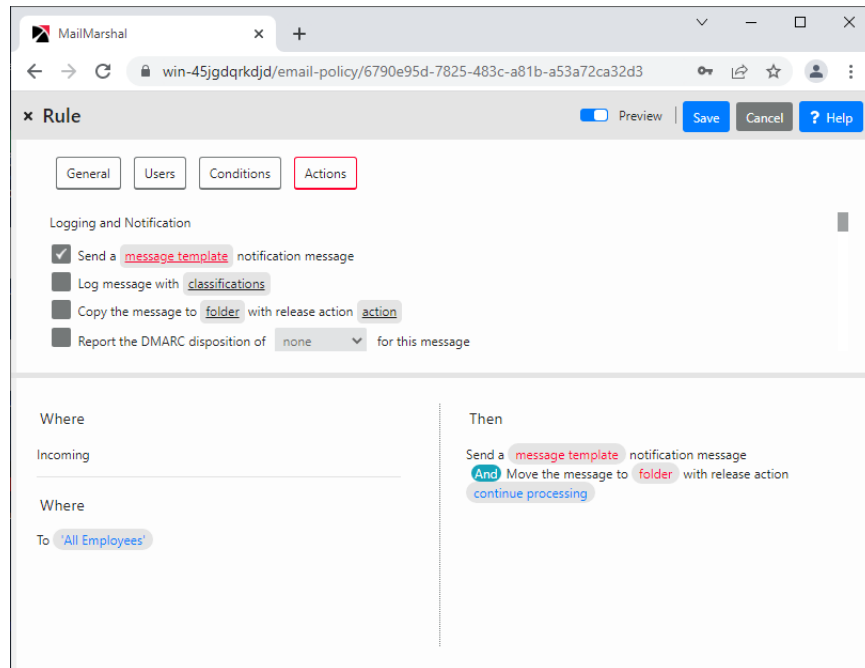 MailMarshal
win-45jgdqrkdjd/email-policy/6790e95d-7825-483c-a81b-a53a72ca32d3
× Rule
Preview
Save
Cancel
? Help
General
Users
Conditions
Actions
Logging and Notification
Send a message template notification message
Log message with classifications
Copy the message to folder with release action action
Report the DMARC disposition of none for this message
Where
Incoming
Where
To 'All Employees'
Then
Send a message template notification message
And Move the message to folder with release action
continue processing